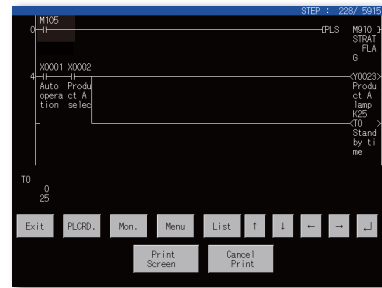 STEP : 228/ 5915
M105
0 [PLS M910 ]
STRAT
FLA
G
X0001 X0002
4 <Y0023>
Auto Produ Produ
opera ct A ct A
tion selec lamp
K25
<T0 >
Stand
by ti
me
T0
0
25
Exit PLCRD. Mon. Menu List ↑ ↓ ← → ↵
Print Cancel
Screen Print